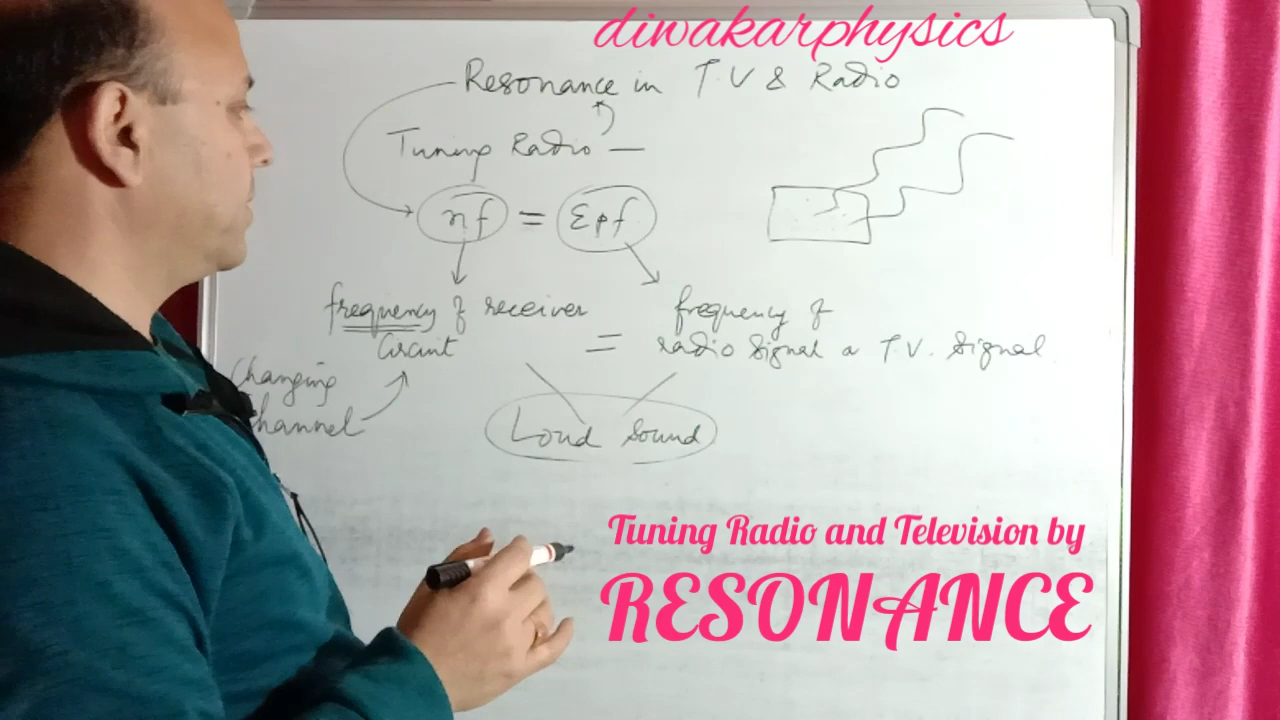 diwakarphysics
Resonance in T.V & Radio
Tuning Radio —
nf = Epf
frequency of receiver
Circuit
=
frequency of
radio signal or T.V. Signal
Changing
channel
Loud Sound
Tuning Radio and Television by
RESONANCE